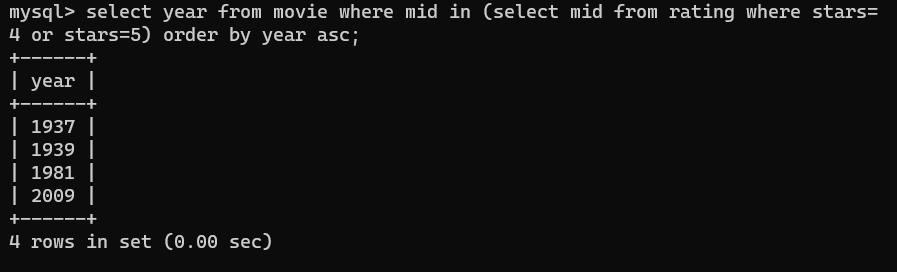 mysql> select year from movie where mid in (select mid from rating where stars=
4 or stars=5) order by year asc;
+------+
| year |
+------+
| 1937 |
| 1939 |
| 1981 |
| 2009 |
+------+
4 rows in set (0.00 sec)